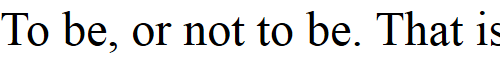 To be, or not to be. That is